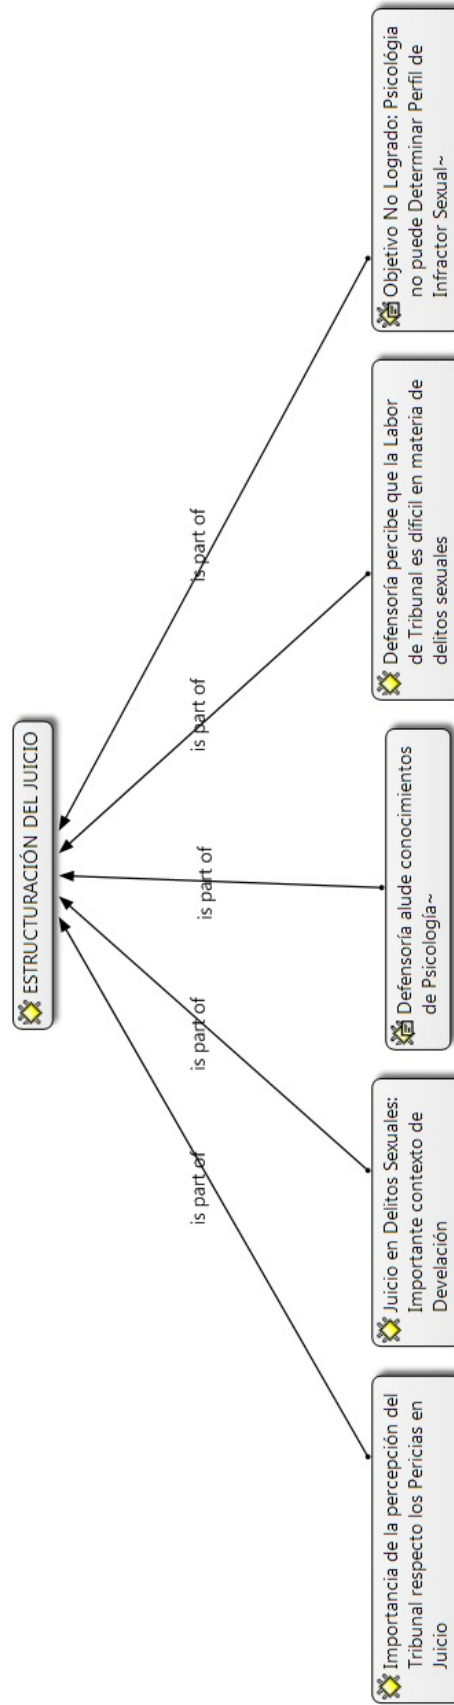 ESTRUCTURACIÓN DEL JUICIO
is part of
is part of
is part of
is part of
is part of
Importancia de la percepción del
Tribunal respecto los Pericias en
Juicio
Juicio en Delitos Sexuales:
Importante contexto de
Develación
Defensoría alude conocimientos
de Psicología~
Defensoría percibe que la Labor
de Tribunal es díficil en materia de
delitos sexuales
Objetivo No Logrado: Psicológia
no puede Determinar Perfil de
Infractor Sexual~